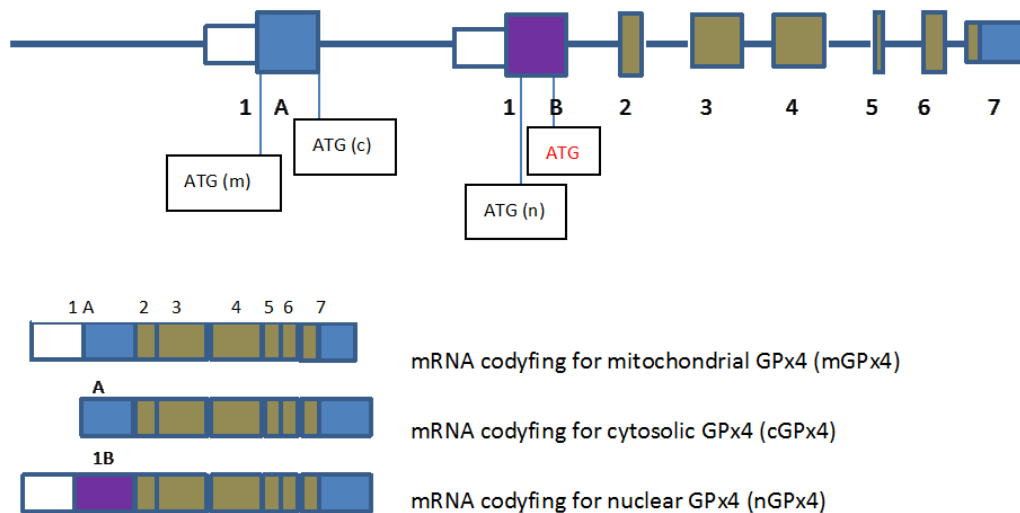 1 A 1 B 2 3 4 5 6 7
ATG (c)
ATG
ATG (m)
ATG (n)
1 A 2 3 4 5 6 7
mRNA codyfing for mitochondrial GPx4 (mGPx4)
A
mRNA codyfing for cytosolic GPx4 (cGPx4)
1B
mRNA codyfing for nuclear GPx4 (nGPx4)